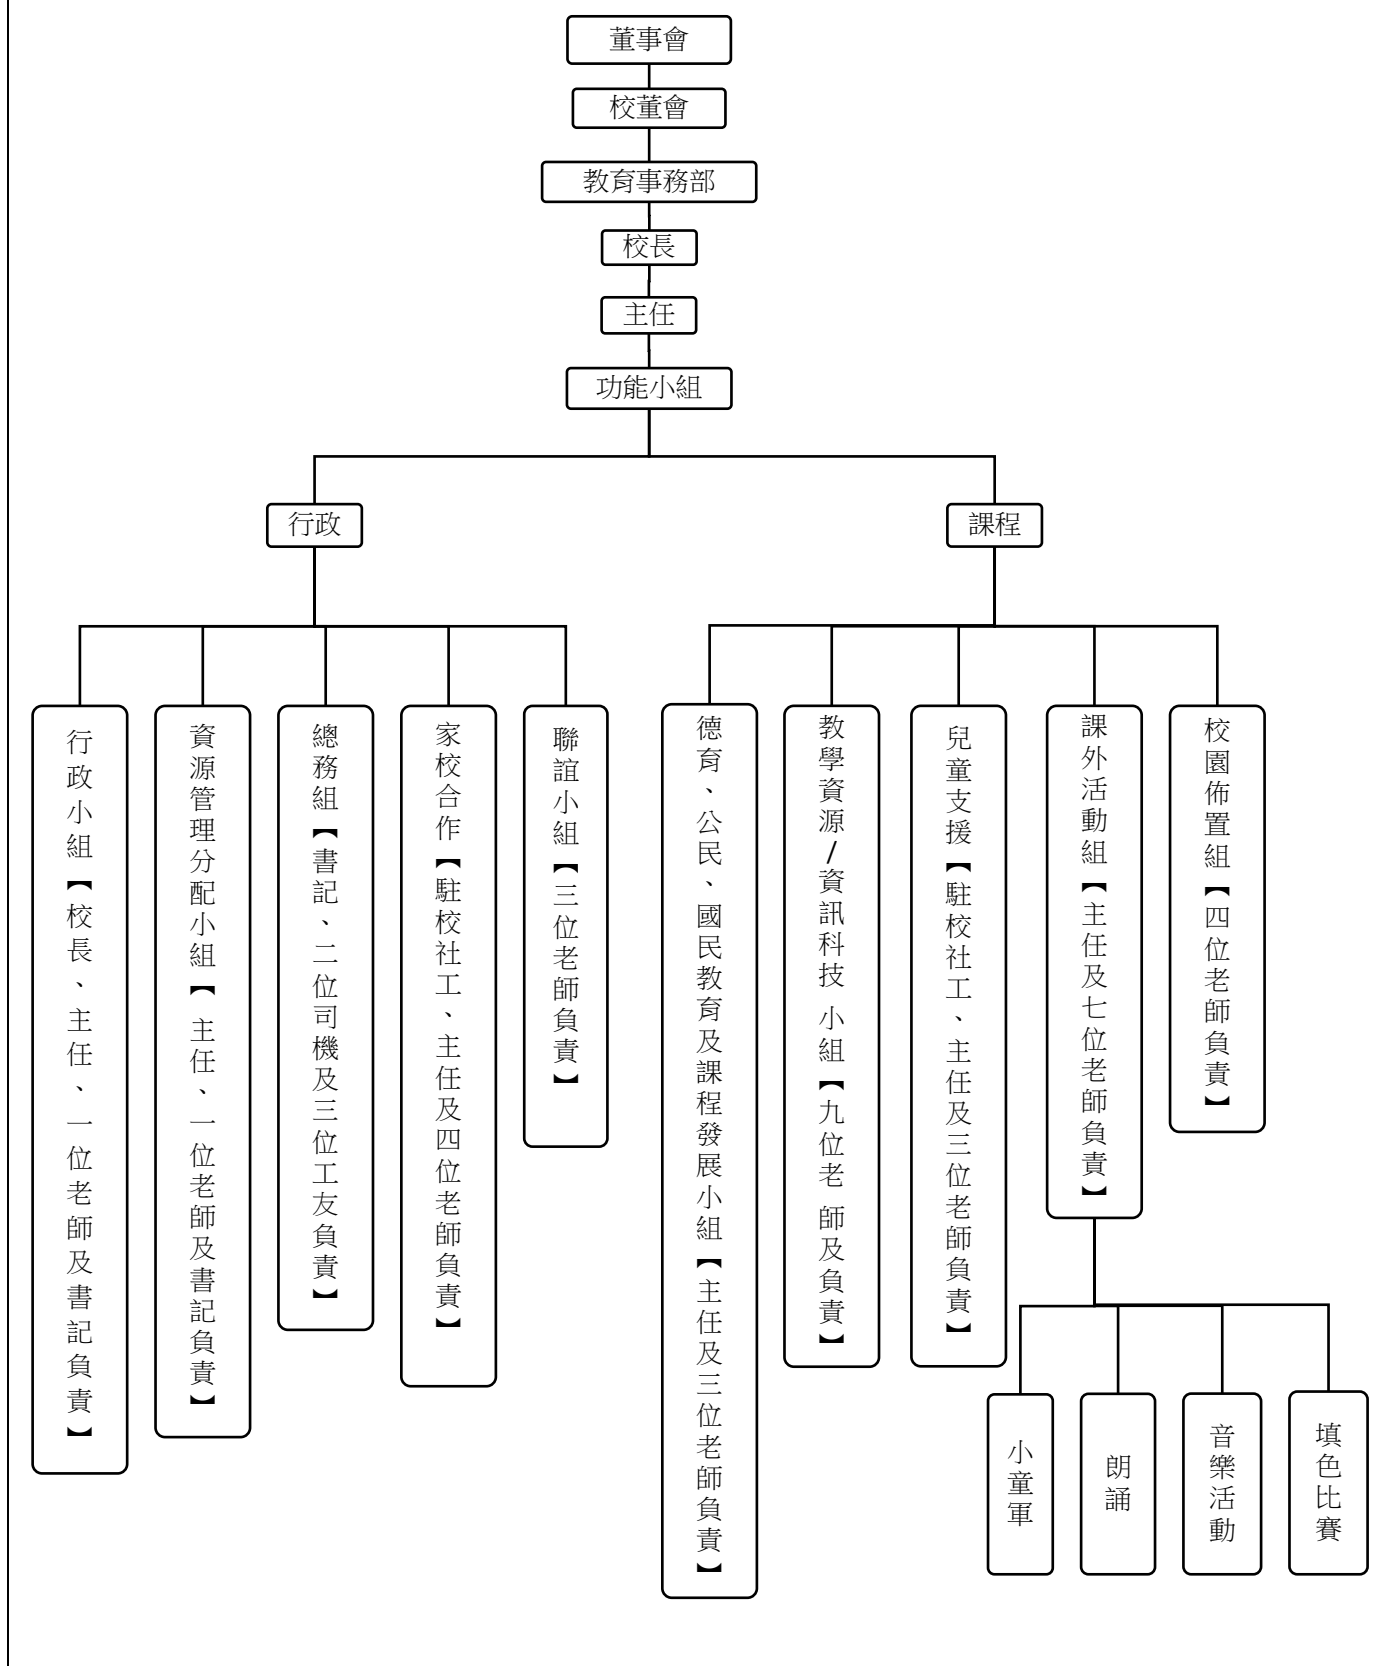 董事會
校董會
教育事務部
校長
主任
功能小組
行政
課程
行政小組【校長、主任、一位老師及書記負責】
資源管理分配小組【 主任、一位老師及書記負責】
總務組【書記、二位司機及三位工友負責】
家校合作【駐校社工、主任及四位老師負責】
聯誼小組【三位老師負責】
德育、公民、國民教育及課程發展小組【主任及三位老師負責】
教學資源/資訊科技 小組【九位老 師及負責】
兒童支援【駐校社工、主任及三位老師負責】
課外活動組【主任及七位老師負責】
校園佈置組【四位老師負責】
小童軍
朗誦
音樂活動
填色比賽